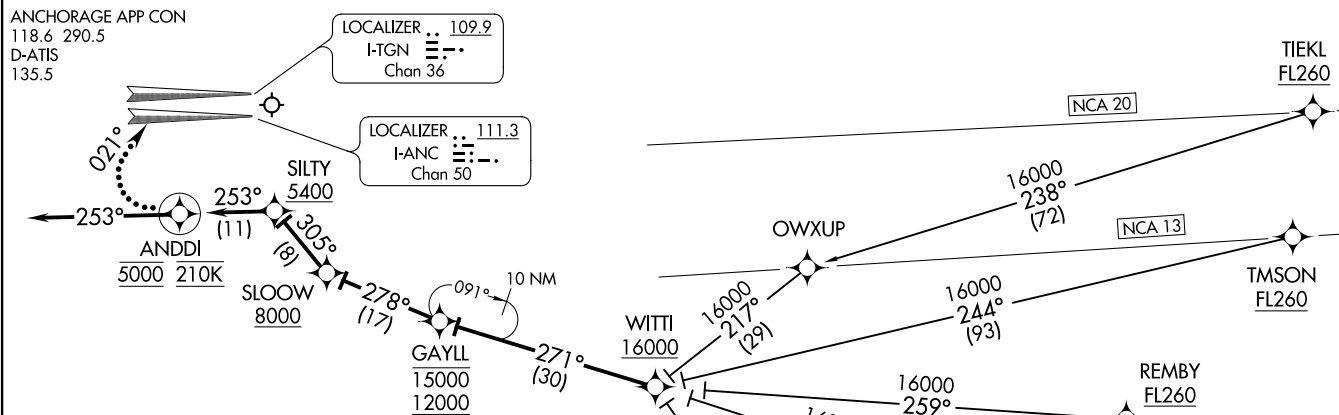 ANCHORAGE APP CON
118.6 290.5
D-ATIS
135.5
LOCALIZER 109.9
I-TGN
Chan 36
LOCALIZER 111.3
I-ANC
Chan 50
021°
253°
ANDDI
5000 210K
253°
(11)
SILTY
5400
305°
(8)
SLOOW
8000
278°
(17)
091°
10 NM
GAYLL
15000
12000
271°
(30)
WITTI
16000
OWXUP
16000
217°
(29)
TIEKL
FL260
NCA 20
16000
238°
(72)
NCA 13
TMSON
FL260
16000
244°
(93)
REMBY
FL260
16000
259°